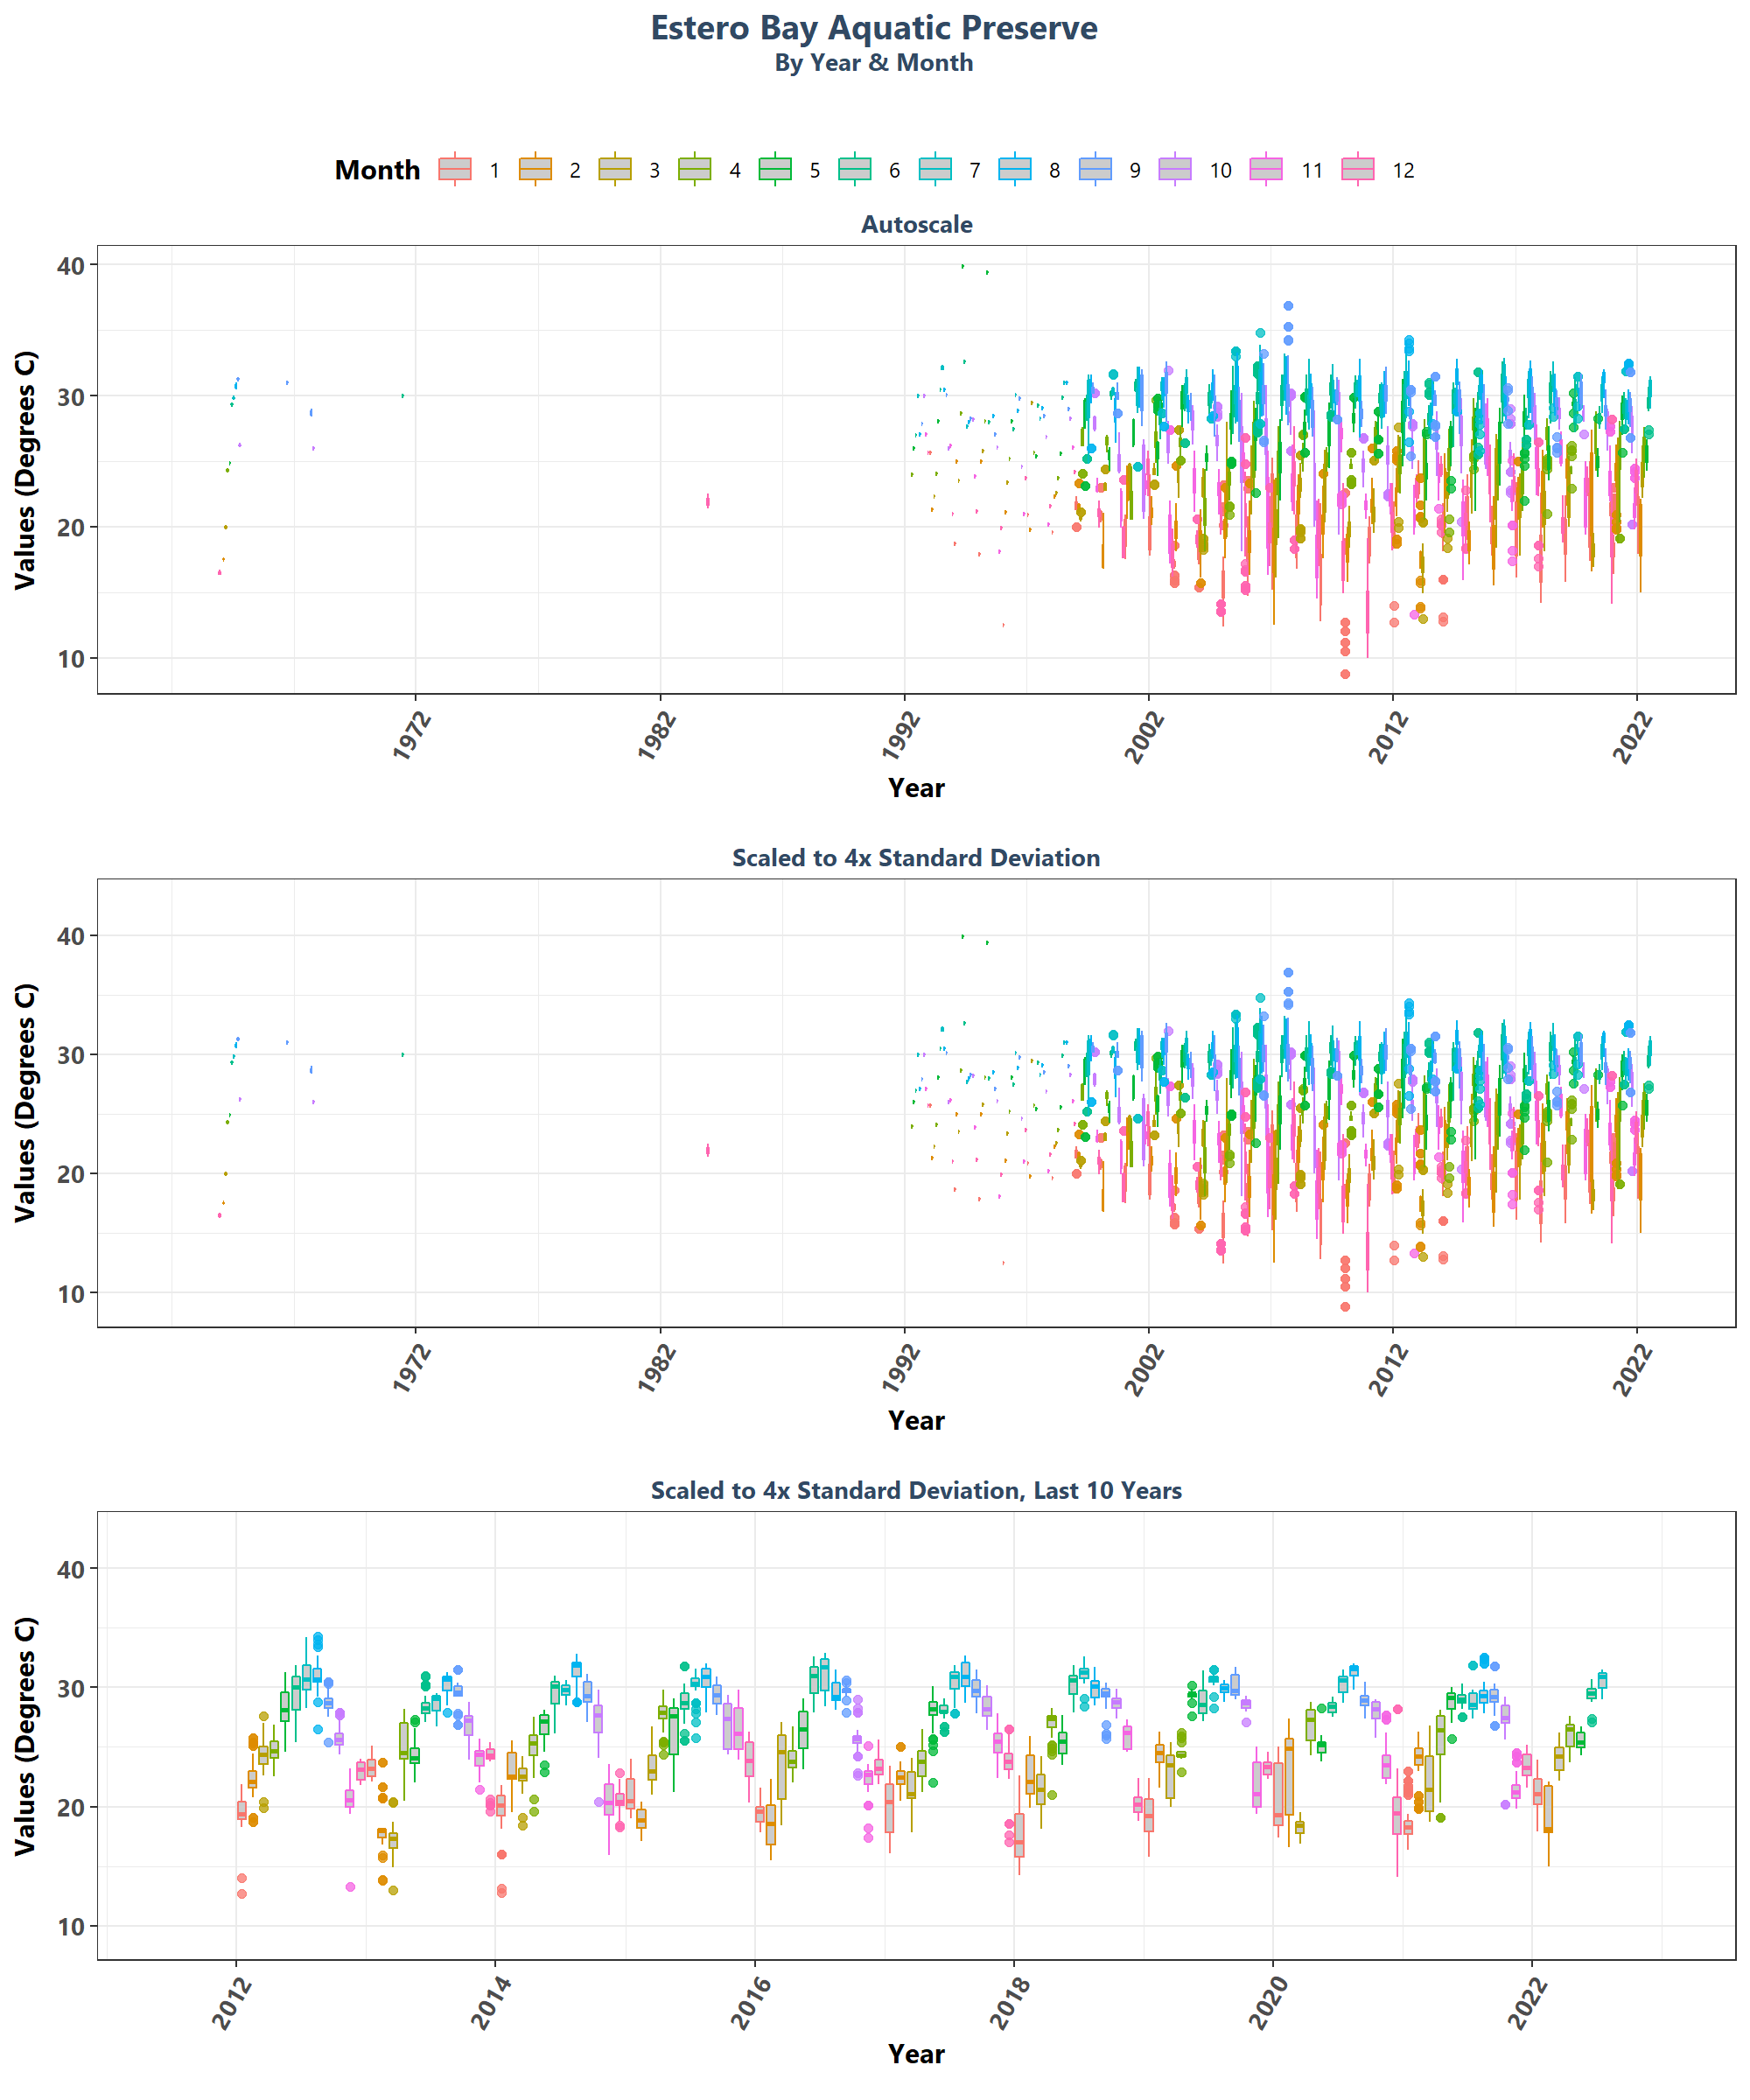 Estero Bay Aquatic Preserve
By Year & Month
Month 1 2 3 4 5 6 7 8 9 10 11 12
Autoscale
Values (Degrees C)
40
30
20
10
1972 1982 1992 2002 2012 2022
Year
Scaled to 4x Standard Deviation
Values (Degrees C)
40
30
20
10
1972 1982 1992 2002 2012 2022
Year
Scaled to 4x Standard Deviation, Last 10 Years
Values (Degrees C)
40
30
20
10
2012 2014 2016 2018 2020 2022
Year